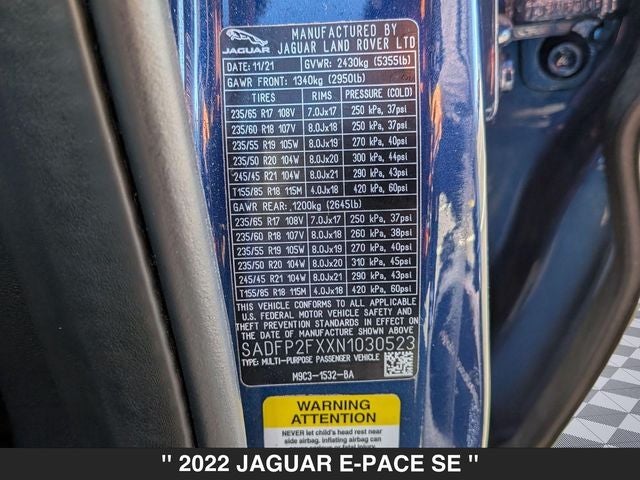 JAGUAR
MANUFACTURED BY
JAGUAR LAND ROVER LTD
DATE: 11/21 GVWR: 2430kg (5355lb)
GAWR FRONT: 1340kg (2950lb)
TIRES RIMS PRESSURE (COLD)
235/65 R17 108V 7.0Jx17 250 kPa, 37psi
235/60 R18 107V 8.0Jx18 250 kPa, 37psi
235/55 R19 105W 8.0Jx19 270 kPa, 40psi
235/50 R20 104W 8.0Jx20 300 kPa, 44psi
245/45 R21 104W 8.0Jx21 290 kPa, 43psi
T155/85 R18 115M 4.0Jx18 420 kPa, 60psi
GAWR REAR: 1200kg (2645lb)
235/65 R17 108V 7.0Jx17 250 kPa, 37psi
235/60 R18 107V 8.0Jx18 260 kPa, 38psi
235/55 R19 105W 8.0Jx19 270 kPa, 40psi
235/50 R20 104W 8.0Jx20 310 kPa, 45psi
245/45 R21 104W 8.0Jx21 290 kPa, 43psi
T155/85 R18 115M 4.0Jx18 420 kPa, 60psi
THIS VEHICLE CONFORMS TO ALL APPLICABLE
U.S. FEDERAL MOTOR VEHICLE SAFETY,
BUMPER AND THEFT PREVENTION
STANDARDS IN EFFECT ON THE DATE
OF MANUFACTURE SHOWN ABOVE
SADFP2FXXN1030523
TYPE: MULTI-PURPOSE PASSENGER VEHICLE
M9C3-1532-BA
WARNING
ATTENTION
NEVER let child's head rest near
side airbag. Inflating airbag can
" 2022 JAGUAR E-PACE SE "